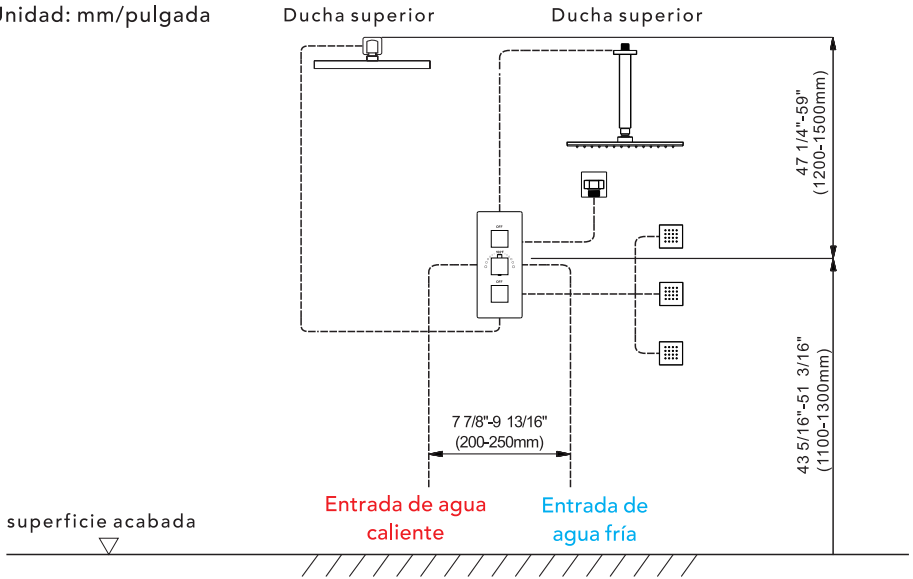 Unidad: mm/pulgada
Ducha superior
Ducha superior
47 1/4"-59"
(1200-1500mm)
OFF
OFF
43 5/16"-51 3/16"
(1100-1300mm)
7 7/8"-9 13/16"
(200-250mm)
Entrada de agua
caliente
Entrada de
agua fría
superficie acabada